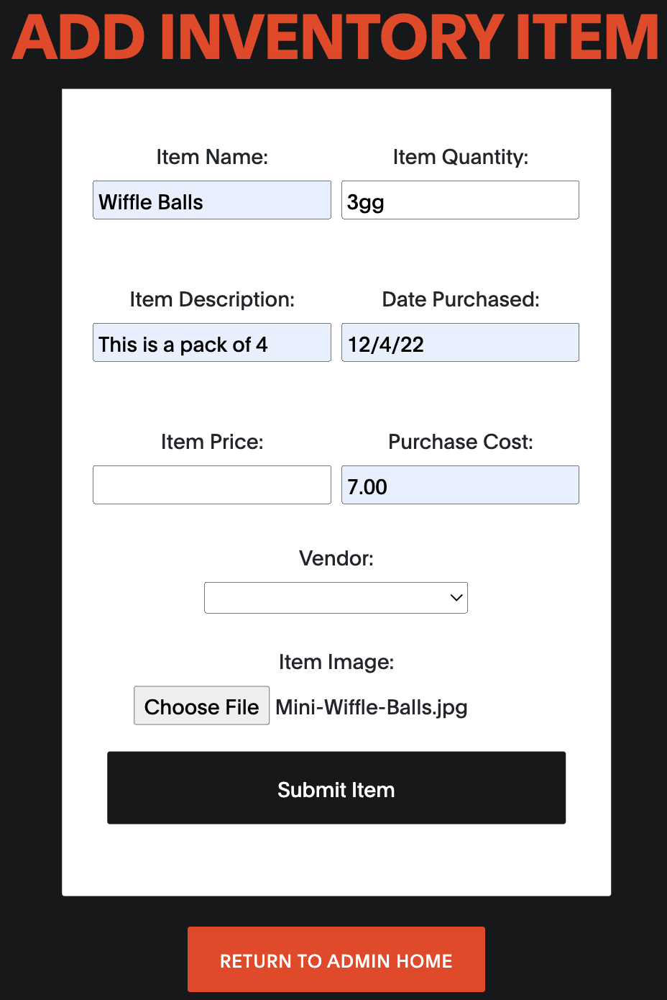 ADD INVENTORY ITEM
Item Name:
Item Quantity:
Wiffle Balls
3gg
Item Description:
Date Purchased:
This is a pack of 4
12/4/22
Item Price:
Purchase Cost:
7.00
Vendor:
Item Image:
Choose File Mini-Wiffle-Balls.jpg
Submit Item
RETURN TO ADMIN HOME